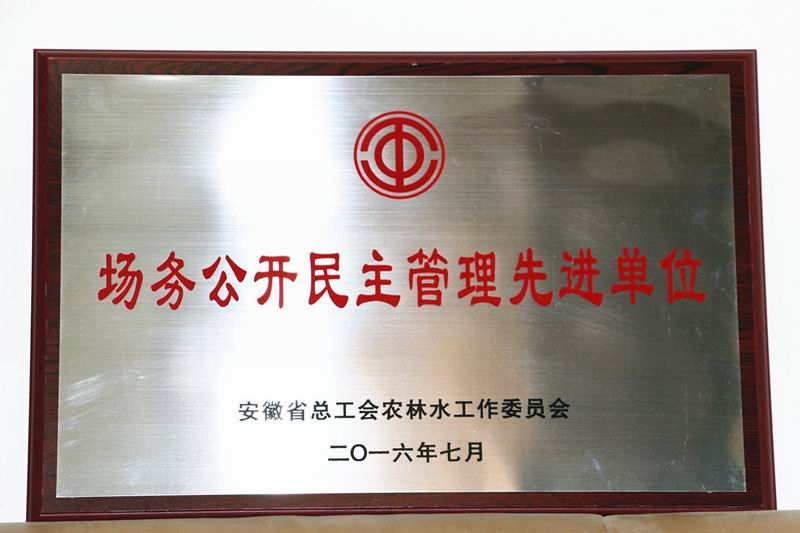 场务公开民主管理先进单位
安徽省总工会农林水工作委员会
二〇一六年七月